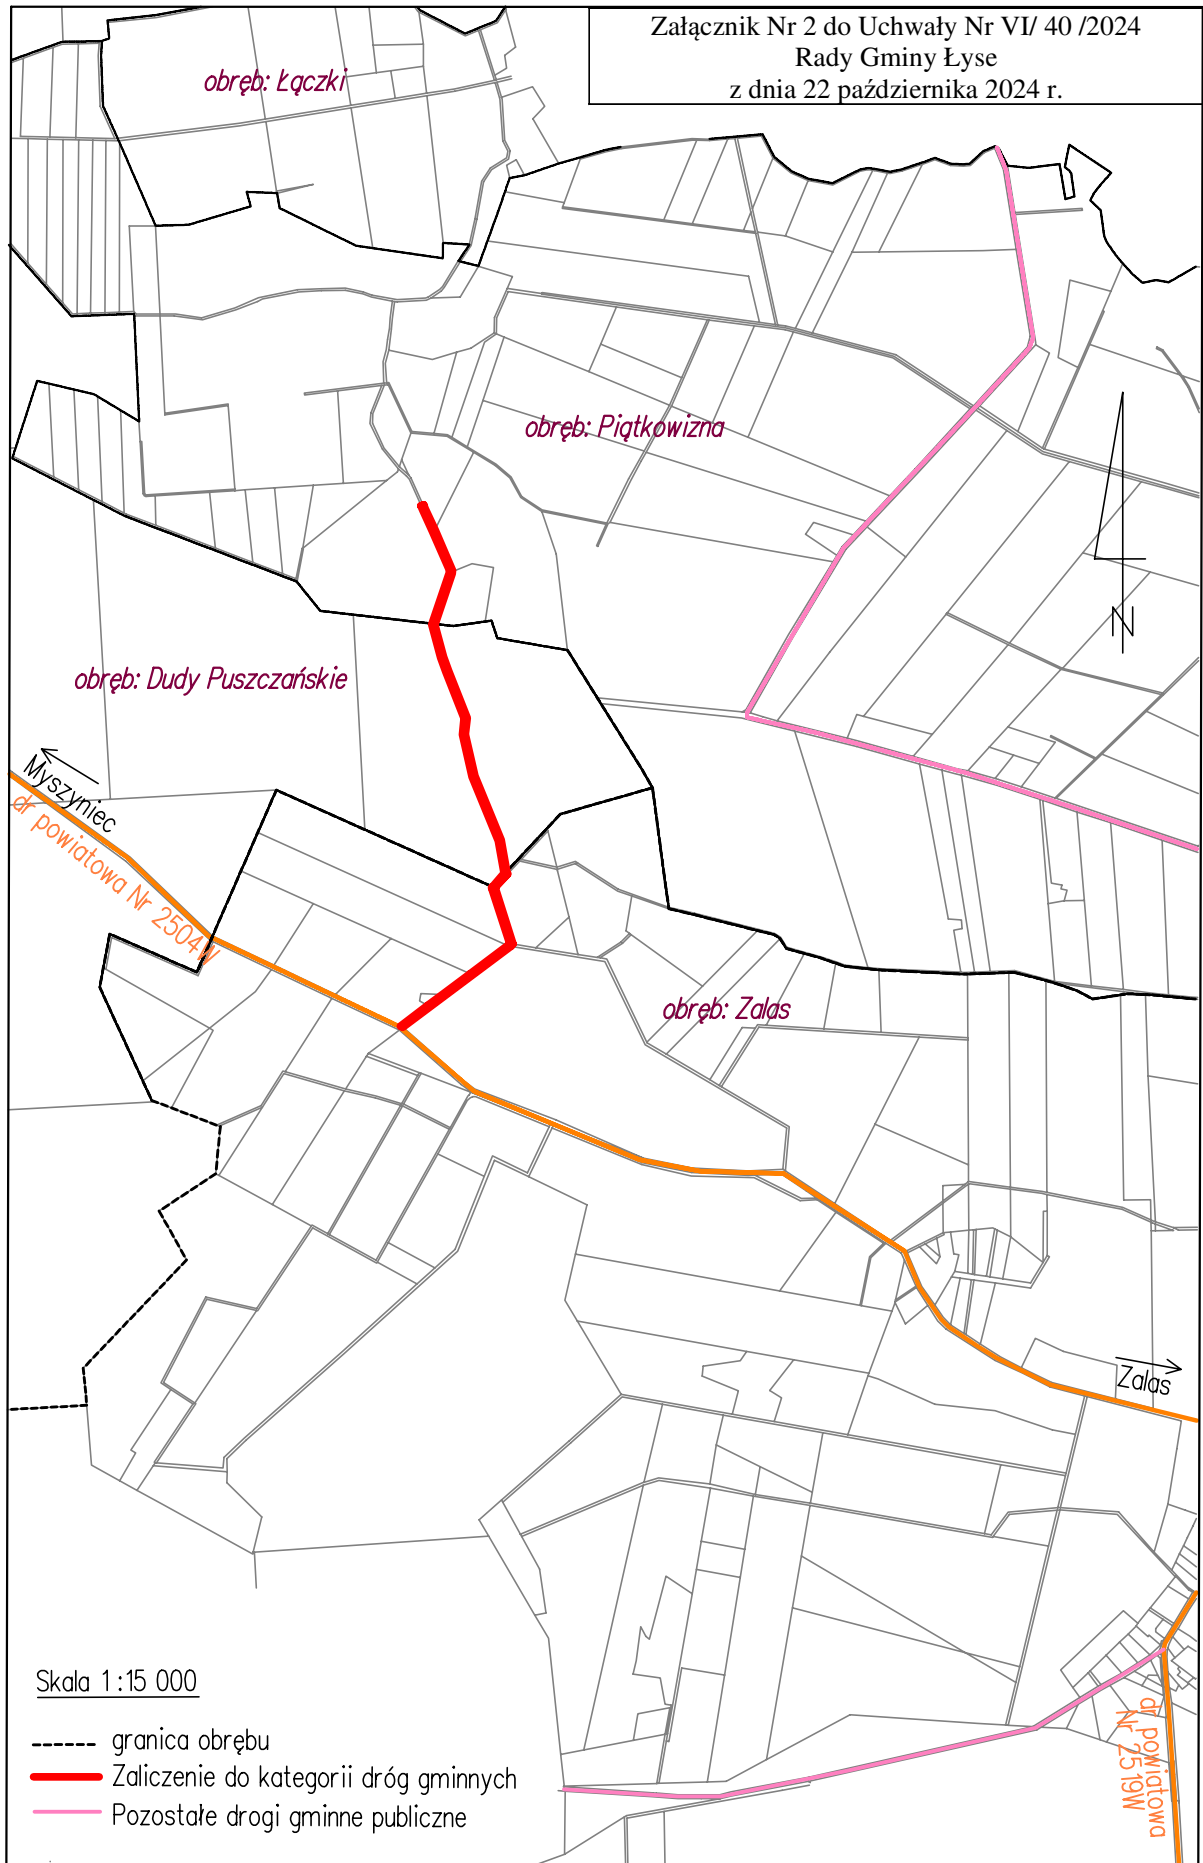 Załącznik Nr 2 do Uchwały Nr VI/ 40 /2024
Rady Gminy Łyse
z dnia 22 października 2024 r.
obręb: Łączki
obręb: Piątkowizna
N
obręb: Dudy Puszczańskie
Myszyniec
dr powiatowa Nr 2504W
obręb: Zalas
Zalas
dr powiatowa
Nr 2519W
Skala 1:15 000
granica obrębu
Zaliczenie do kategorii dróg gminnych
Pozostałe drogi gminne publiczne